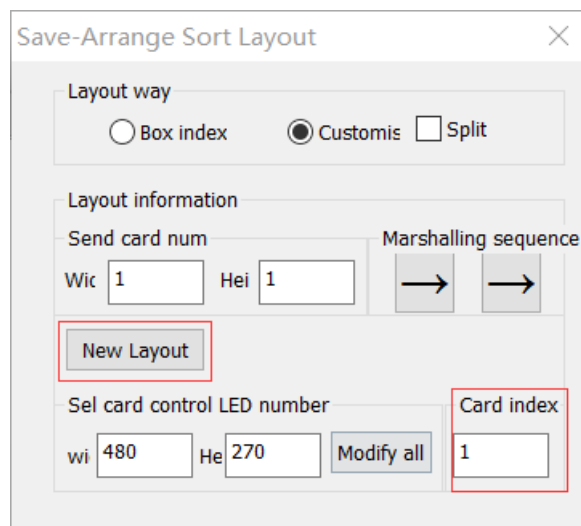 Save-Arrange Sort Layout
Layout way
Box index Customis Split
Layout information
Send card num Marshalling sequence
Wic 1 Hei 1 → →
New Layout
Sel card control LED number Card index
wi 480 He 270 Modify all 1